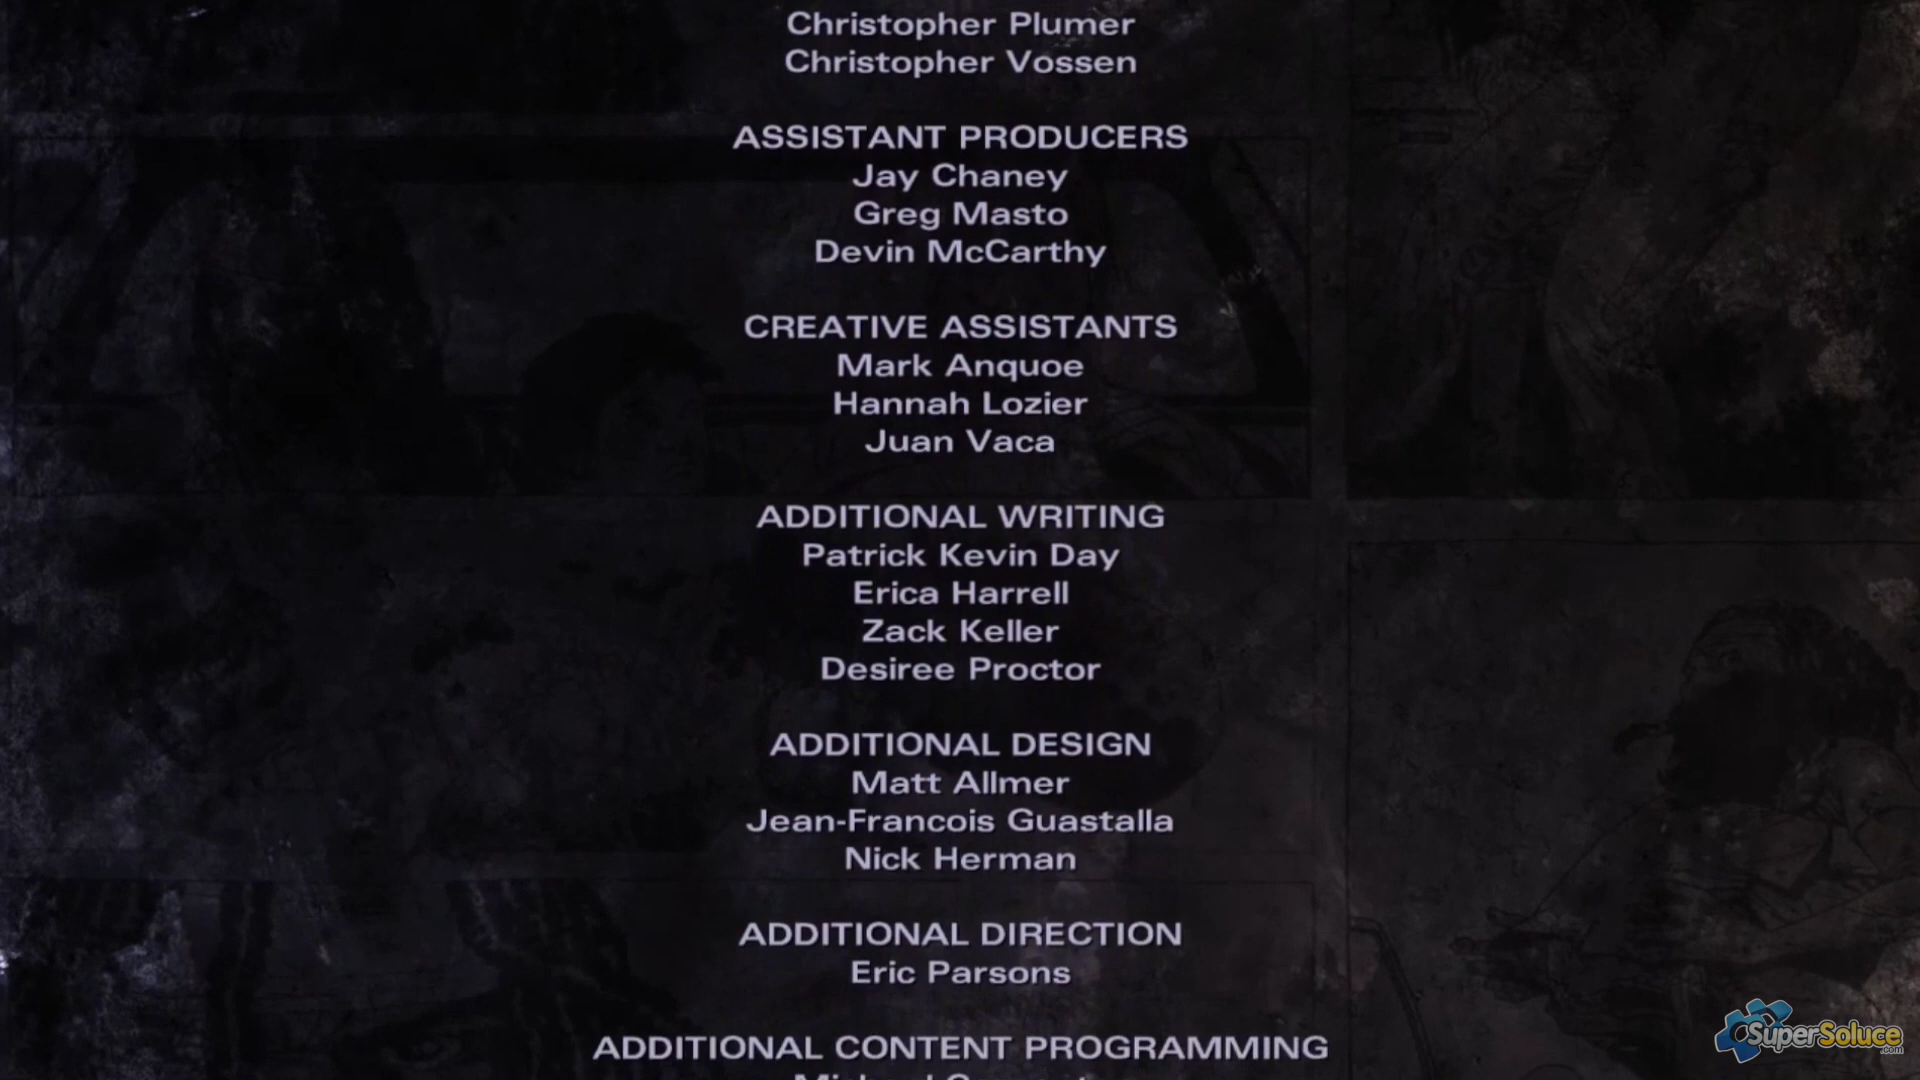 Christopher Plumer
Christopher Vossen
ASSISTANT PRODUCERS
Jay Chaney
Greg Masto
Devin McCarthy
CREATIVE ASSISTANTS
Mark Anquoe
Hannah Lozier
Juan Vaca
ADDITIONAL WRITING
Patrick Kevin Day
Erica Harrell
Zack Keller
Desiree Proctor
ADDITIONAL DESIGN
Matt Allmer
Jean-Francois Guastalla
Nick Herman
ADDITIONAL DIRECTION
Eric Parsons
ADDITIONAL CONTENT PROGRAMMING
SuperSoluce
.com